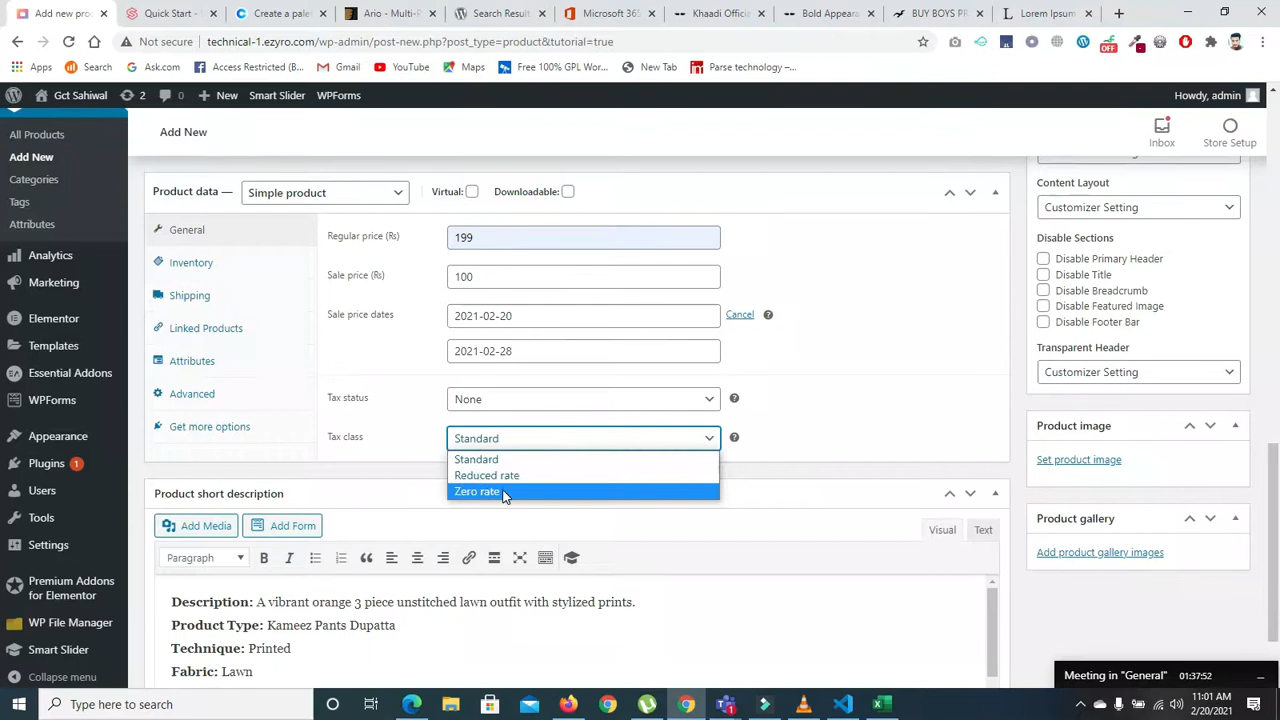 Add new pro
Quick Start -
Create a pale
Ario - Multi-P
Search Result
Microsoft 365
Khaadi Offici
Bold Appeara
BUY BOYS PR
Lorem Ipsum
Not secure technical-1.ezyro.com/wp-admin/post-new.php?post_type=product&tutorial=true
OFF
Apps
Search
Ask.com
Access Restricted (B...
Gmail
YouTube
Maps
Free 100% GPL Wo...
New Tab
Parse technology –...
Gct Sahiwal
2
0
New
Smart Slider
WPForms
Howdy, admin
All Products
Add New
Categories
Tags
Attributes
Analytics
Marketing
Elementor
Templates
Essential Addons
WPForms
Appearance
Plugins 1
Users
Tools
Settings
Premium Addons
for Elementor
WP File Manager
Smart Slider
Collapse menu
Add New
Inbox
Store Setup
Product data —
Simple product
Virtual:
Downloadable:
General
Inventory
Shipping
Linked Products
Attributes
Advanced
Get more options
Regular price (Rs)
199
Sale price (Rs)
100
Sale price dates
2021-02-20
Cancel
2021-02-28
Tax status
None
Tax class
Standard
Standard
Reduced rate
Zero rate
Product short description
Add Media
Add Form
Visual
Text
Paragraph
Description: A vibrant orange 3 piece unstitched lawn outfit with stylized prints.
Product Type: Kameez Pants Dupatta
Technique: Printed
Fabric: Lawn
Content Layout
Customizer Setting
Disable Sections
Disable Primary Header
Disable Title
Disable Breadcrumb
Disable Featured Image
Disable Footer Bar
Transparent Header
Customizer Setting
Product image
Set product image
Product gallery
Add product gallery images
Meeting in "General"
01:37:52
Type here to search
11:01 AM
2/20/2021